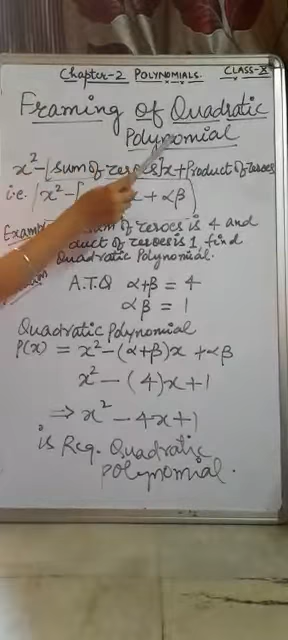 Chapter-2 POLYNOMIALS. CLASS-X
Framing of Quadratic
Polynomial
x² - [sum of zeroes]x + Product of zeroes
i.e. x² - [ x + αβ
Examp um of zeroes is 4 and
duct of zeroes is 1, find
Quadratic Polynomial.
A.T.Q α+β = 4
αβ = 1
Quadratic Polynomial
P(x) = x² - (α+β)x + αβ
x² - (4)x + 1
⇒ x² - 4x + 1
is Req. Quadratic
polynomial.